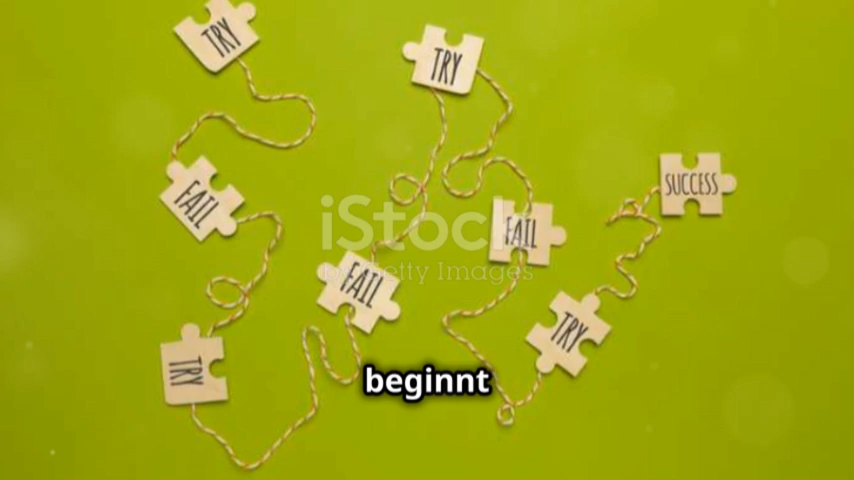 TRY
TRY
SUCCESS
FAIL
FAIL
iStock
by Getty Images
FAIL
TRY
TRY
beginnt